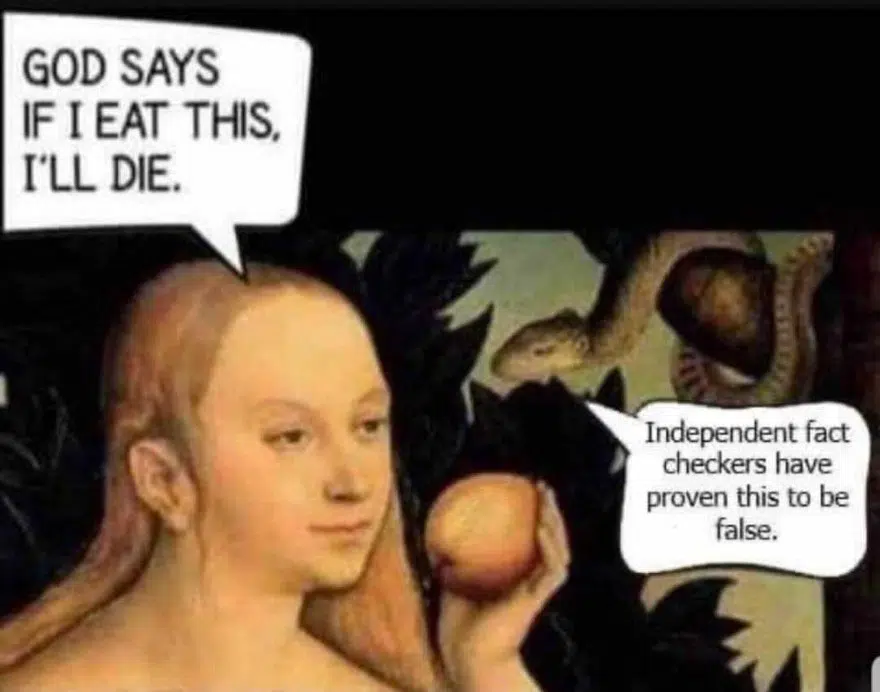 GOD SAYS
IF I EAT THIS,
I'LL DIE.
Independent fact
checkers have
proven this to be
false.